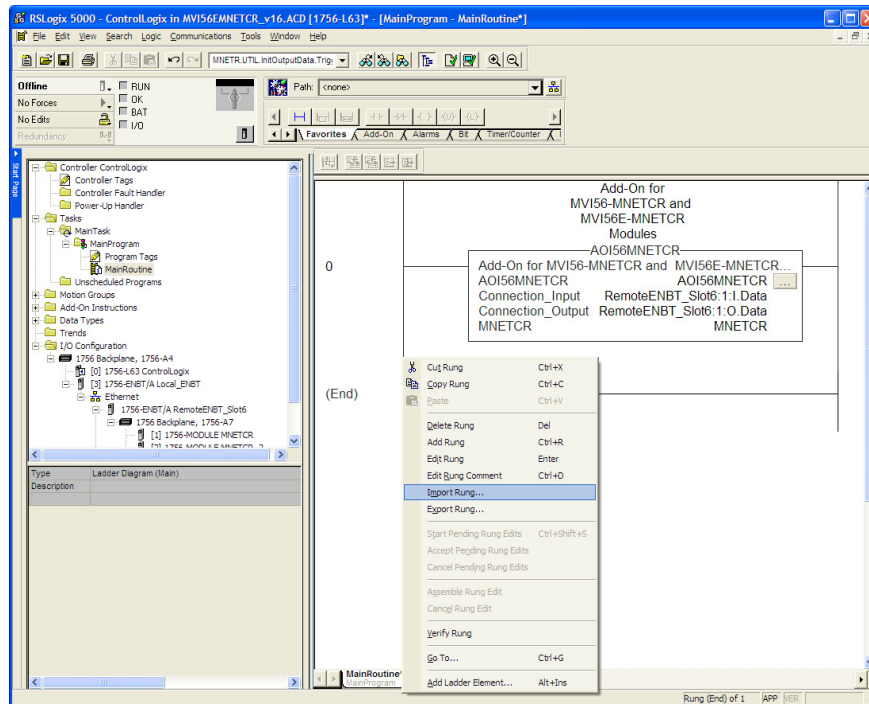 RSLogix 5000 - ControlLogix in MVI56EMNETCR_v16.ACD [1756-L63]* - [MainProgram - MainRoutine*]
File Edit View Search Logic Communications Tools Window Help
MNETR.UTIL.InitOutputData.Trig
Offline
RUN
No Forces
OK
No Edits
BAT
Redundancy
I/O
Path: <none>
Favorites Add-On Alarms Bit Timer/Counter
Start Page
Controller ControlLogix
Controller Tags
Controller Fault Handler
Power-Up Handler
Tasks
MainTask
MainProgram
Program Tags
MainRoutine
Unscheduled Programs
Motion Groups
Add-On Instructions
Data Types
Trends
I/O Configuration
1756 Backplane, 1756-A4
[0] 1756-L63 ControlLogix
[3] 1756-ENBT/A Local_ENBT
Ethernet
1756-ENBT/A RemoteENBT_Slot6
1756 Backplane, 1756-A7
[1] 1756-MODULE MNETCR
[2] 1756-MODULE MNETCR_2
Type Ladder Diagram (Main)
Description
Add-On for
MVI56-MNETCR and
MVI56E-MNETCR
Modules
AOI56MNETCR
0
Add-On for MVI56-MNETCR and MVI56E-MNETCR...
AOI56MNETCR AOI56MNETCR ...
Connection_Input RemoteENBT_Slot6:1:I.Data
Connection_Output RemoteENBT_Slot6:1:O.Data
MNETCR MNETCR
(End)
Cut Rung Ctrl+X
Copy Rung Ctrl+C
Paste Ctrl+V
Delete Rung Del
Add Rung Ctrl+R
Edit Rung Enter
Edit Rung Comment Ctrl+D
Import Rung...
Export Rung...
Start Pending Rung Edits Ctrl+Shift+S
Accept Pending Rung Edits
Cancel Pending Rung Edits
Assemble Rung Edit
Cancel Rung Edit
Verify Rung
Go To... Ctrl+G
Add Ladder Element... Alt+Ins
MainRoutine*
MainProgram
Rung (End) of 1 APP VER